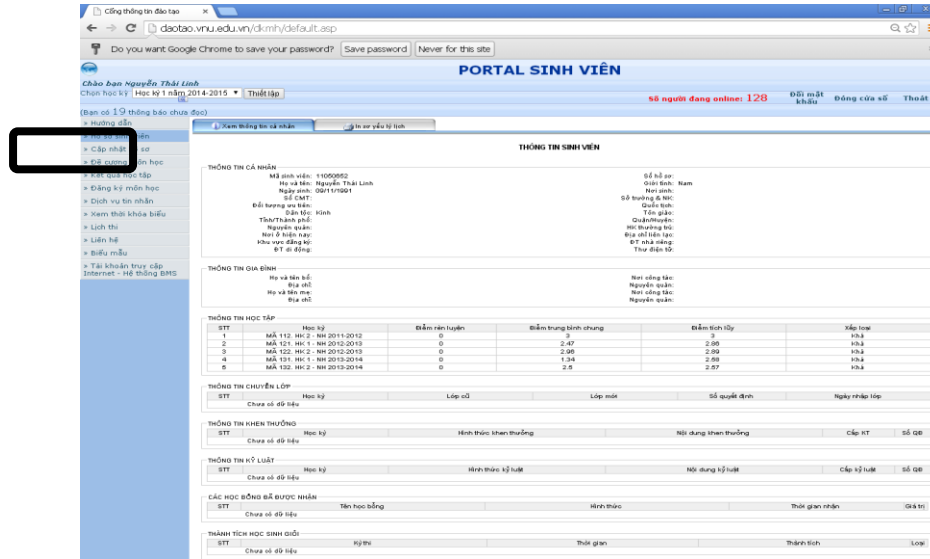 Cổng thông tin đào tạo
daotao.vnu.edu.vn/dkmh/default.asp
Do you want Google Chrome to save your password? Save password Never for this site
PORTAL SINH VIÊN
Chào bạn Nguyễn Thái Linh
Chọn học kỳ Học kỳ 1 năm 2014-2015 Thiết lập
Số người đang online: 128 Đổi mật khẩu Đóng cửa sổ Thoát
(Bạn có 19 thông báo chưa đọc)
» Hướng dẫn
» Hồ sơ sinh viên
» Cập nhật hồ sơ
» Đề cương môn học
» Kết quả học tập
» Đăng ký môn học
» Dịch vụ tin nhắn
» Xem thời khóa biểu
» Lịch thi
» Liên hệ
» Biểu mẫu
» Tài khoản truy cập
Internet - Hệ thống BMS
Xem thông tin cá nhân In sơ yếu lý lịch
THÔNG TIN SINH VIÊN
THÔNG TIN CÁ NHÂN
Mã sinh viên: 11050652 Số hồ sơ:
Họ và tên: Nguyễn Thái Linh Giới tính: Nam
Ngày sinh: 09/11/1991 Nơi sinh:
Số CMT: Sở trường & NK:
Đối tượng ưu tiên: Quốc tịch:
Dân tộc: Kinh Tôn giáo:
Tỉnh/Thành phố: Quận/Huyện:
Nguyên quán: HK thường trú:
Nơi ở hiện nay: Địa chỉ liên lạc:
Khu vực đăng ký: ĐT nhà riêng:
ĐT di động: Thư điện tử:
THÔNG TIN GIA ĐÌNH
Họ và tên bố: Nơi công tác:
Địa chỉ: Nguyên quán:
Họ và tên mẹ: Nơi công tác:
Địa chỉ: Nguyên quán:
THÔNG TIN HỌC TẬP
STT Học kỳ Điểm rèn luyện Điểm trung bình chung Điểm tích lũy Xếp loại
1 MÃ 112. HK 2 - NH 2011-2012 0 3 3 Khá
2 MÃ 121. HK 1 - NH 2012-2013 0 2.47 2.86 Khá
3 MÃ 122. HK 2 - NH 2012-2013 0 2.96 2.89 Khá
4 MÃ 131. HK 1 - NH 2013-2014 0 1.34 2.58 Khá
5 MÃ 132. HK 2 - NH 2013-2014 0 2.5 2.57 Khá
THÔNG TIN CHUYỂN LỚP
STT Học kỳ Lớp cũ Lớp mới Số quyết định Ngày nhập lớp
Chưa có dữ liệu
THÔNG TIN KHEN THƯỞNG
STT Học kỳ Hình thức khen thưởng Nội dung khen thưởng Cấp KT Số QĐ
Chưa có dữ liệu
THÔNG TIN KỶ LUẬT
STT Học kỳ Hình thức kỷ luật Nội dung kỷ luật Cấp kỷ luật Số QĐ
Chưa có dữ liệu
CÁC HỌC BỔNG ĐÃ ĐƯỢC NHẬN
STT Tên học bổng Hình thức Thời gian nhận Giá trị
Chưa có dữ liệu
THÀNH TÍCH HỌC SINH GIỎI
STT Kỳ thi Thời gian Thành tích Loại
Chưa có dữ liệu